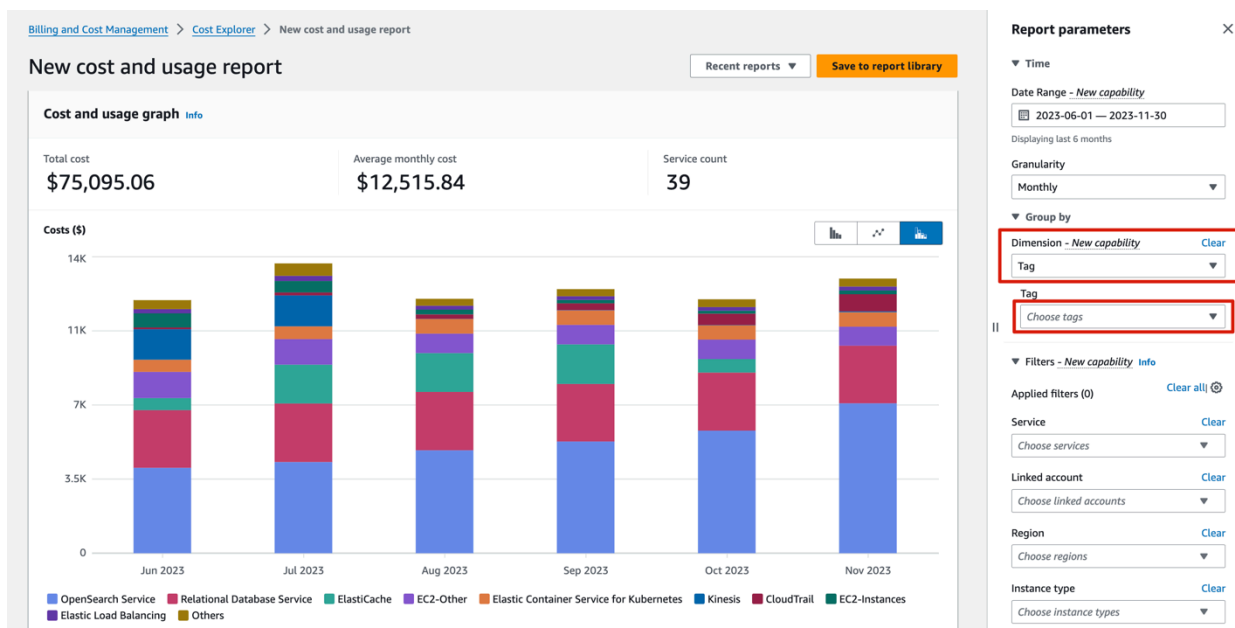 Billing and Cost Management > Cost Explorer > New cost and usage report
New cost and usage report
Recent reports ▼
Save to report library
Cost and usage graph Info
Total cost
$75,095.06
Average monthly cost
$12,515.84
Service count
39
Costs ($)
14K
11K
7K
3.5K
0
Jun 2023 Jul 2023 Aug 2023 Sep 2023 Oct 2023 Nov 2023
OpenSearch Service Relational Database Service ElastiCache EC2-Other Elastic Container Service for Kubernetes Kinesis CloudTrail EC2-Instances
Elastic Load Balancing Others
Report parameters
▼ Time
Date Range - New capability
2023-06-01 — 2023-11-30
Displaying last 6 months
Granularity
Monthly
▼ Group by
Dimension - New capability Clear
Tag
Tag
Choose tags
▼ Filters - New capability Info
Applied filters (0) Clear all|
Service Clear
Choose services
Linked account Clear
Choose linked accounts
Region Clear
Choose regions
Instance type Clear
Choose instance types